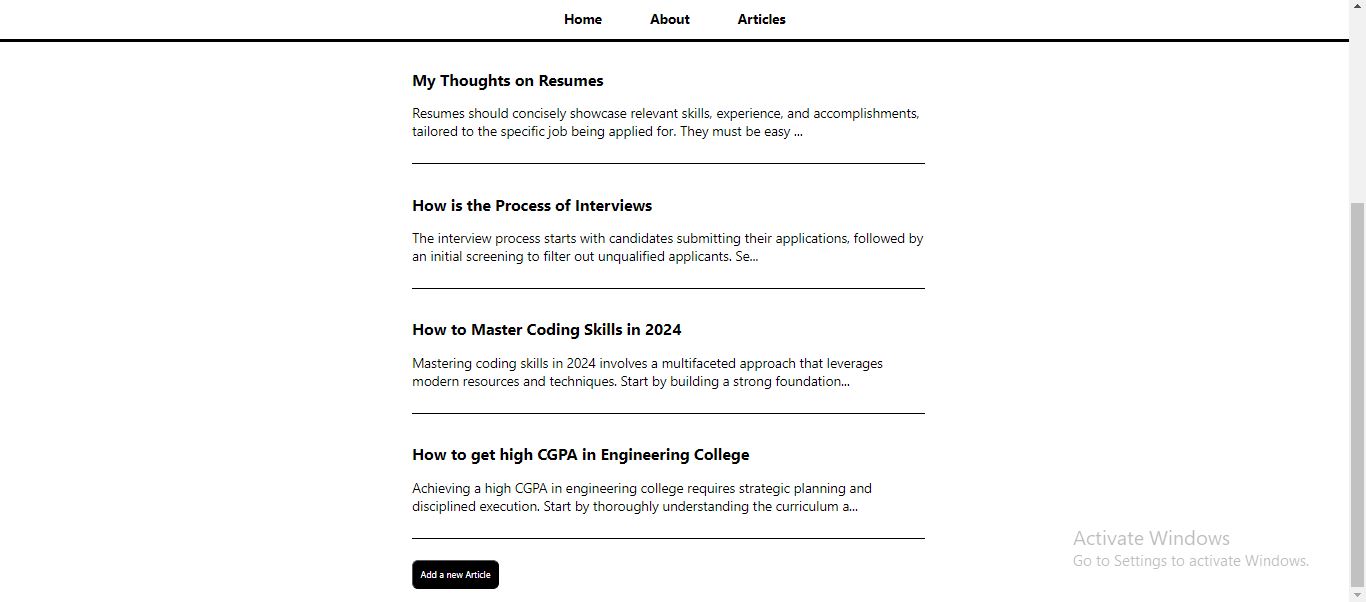 Home About Articles
My Thoughts on Resumes
Resumes should concisely showcase relevant skills, experience, and accomplishments,
tailored to the specific job being applied for. They must be easy ...
How is the Process of Interviews
The interview process starts with candidates submitting their applications, followed by
an initial screening to filter out unqualified applicants. Se...
How to Master Coding Skills in 2024
Mastering coding skills in 2024 involves a multifaceted approach that leverages
modern resources and techniques. Start by building a strong foundation...
How to get high CGPA in Engineering College
Achieving a high CGPA in engineering college requires strategic planning and
disciplined execution. Start by thoroughly understanding the curriculum a...
Add a new Article
Activate Windows
Go to Settings to activate Windows.